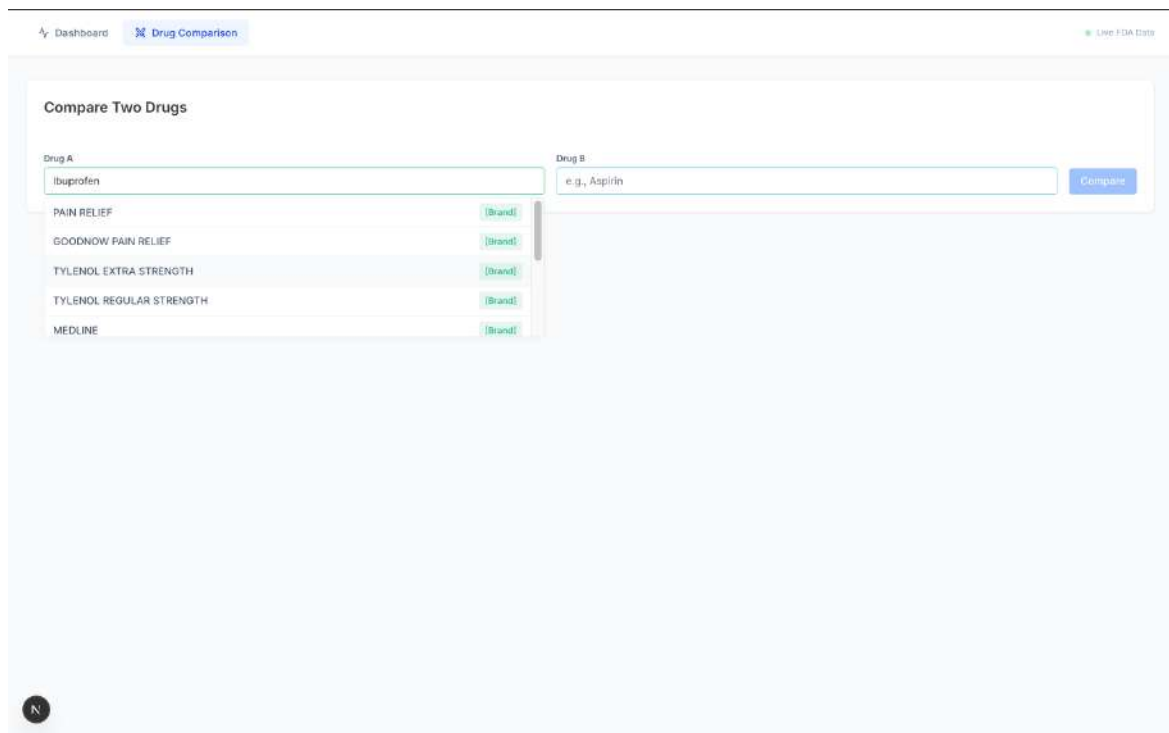 Dashboard
Drug Comparison
Live FDA Data
Compare Two Drugs
Drug A
Drug B
Ibuprofen
e.g., Aspirin
Compare
PAIN RELIEF
[Brand]
GOODNOW PAIN RELIEF
[Brand]
TYLENOL EXTRA STRENGTH
[Brand]
TYLENOL REGULAR STRENGTH
[Brand]
MEDLINE
[Brand]
N